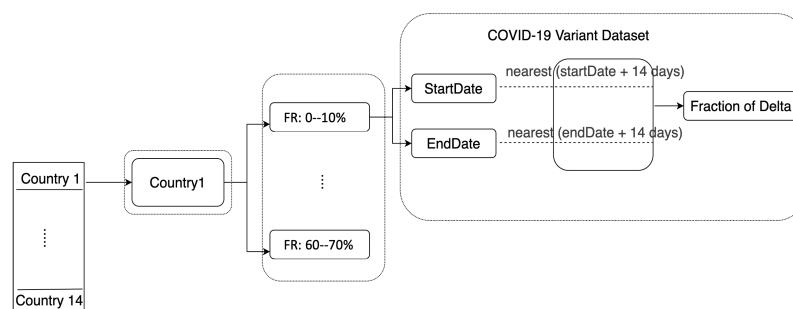 COVID-19 Variant Dataset
nearest (startDate + 14 days)
StartDate
FR: 0--10%
Fraction of Delta
nearest (endDate + 14 days)
EndDate
Country 1
Country1
FR: 60--70%
Country 14